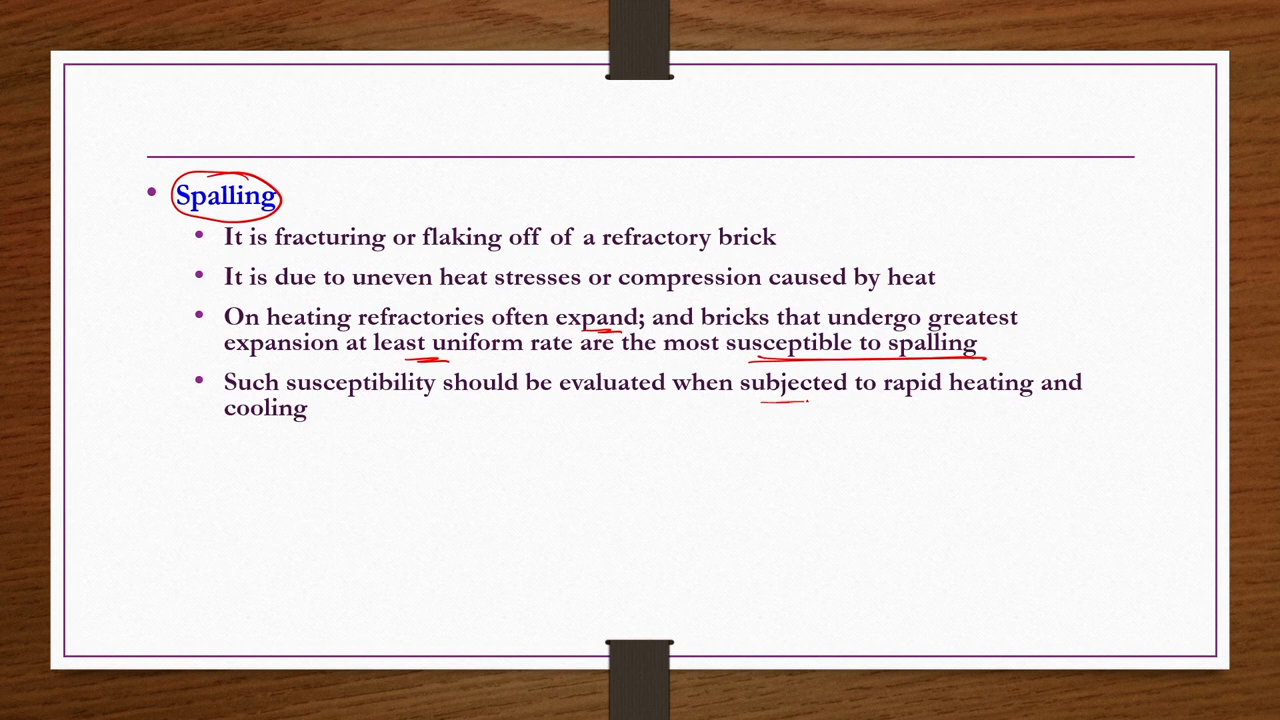 Spalling
It is fracturing or flaking off of a refractory brick
It is due to uneven heat stresses or compression caused by heat
On heating refractories often expand; and bricks that undergo greatest
expansion at least uniform rate are the most susceptible to spalling
Such susceptibility should be evaluated when subjected to rapid heating and
cooling